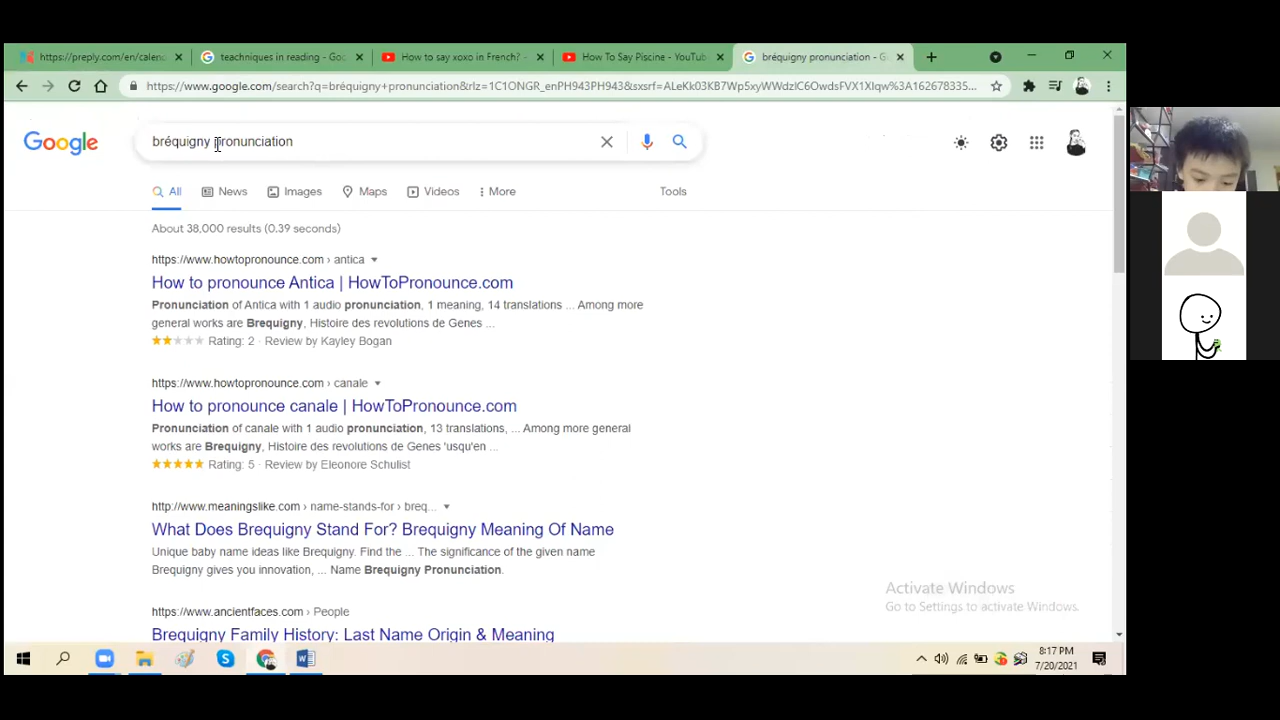 https://preply.com/en/calend
teachniques in reading - Goo
How to say xoxo in French? -
How To Say Piscine - YouTub
bréquigny pronunciation - G
https://www.google.com/search?q=bréquigny+pronunciation&rlz=1C1ONGR_enPH943PH943&sxsrf=ALeKk03KB7Wp5xyWWdzlC6OwdsFVX1XIqw%3A162678335...
Google
bréquigny pronunciation
All
News
Images
Maps
Videos
More
Tools
About 38,000 results (0.39 seconds)
https://www.howtopronounce.com › antica
How to pronounce Antica | HowToPronounce.com
Pronunciation of Antica with 1 audio pronunciation, 1 meaning, 14 translations ... Among more
general works are Brequigny, Histoire des revolutions de Genes ...
Rating: 2 · Review by Kayley Bogan
https://www.howtopronounce.com › canale
How to pronounce canale | HowToPronounce.com
Pronunciation of canale with 1 audio pronunciation, 13 translations, ... Among more general
works are Brequigny, Histoire des revolutions de Genes 'usqu'en ...
Rating: 5 · Review by Eleonore Schulist
http://www.meaningslike.com › name-stands-for › breq...
What Does Brequigny Stand For? Brequigny Meaning Of Name
Unique baby name ideas like Brequigny. Find the ... The significance of the given name
Brequigny gives you innovation, ... Name Brequigny Pronunciation.
https://www.ancientfaces.com › People
Brequigny Family History: Last Name Origin & Meaning
Activate Windows
Go to Settings to activate Windows.
8:17 PM
7/20/2021